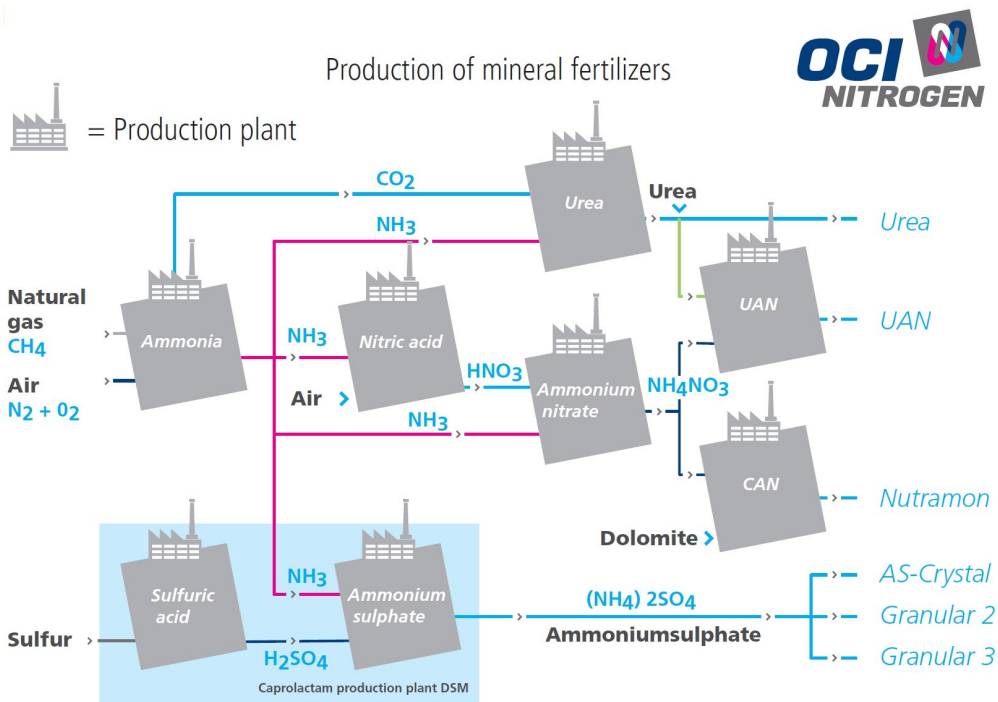 OCI
NITROGEN
Production of mineral fertilizers
= Production plant
CO2
Urea
Urea
Urea
NH3
Natural
gas
CH4
Ammonia
NH3
Nitric acid
UAN
UAN
Air
N2 + 02
Air
HNO3
Ammonium
nitrate
NH4NO3
NH3
CAN
Nutramon
Dolomite
Sulfuric
acid
NH3
Ammonium
sulphate
(NH4) 2SO4
Ammoniumsulphate
AS-Crystal
Granular 2
Granular 3
Sulfur
H2SO4
Caprolactam production plant DSM